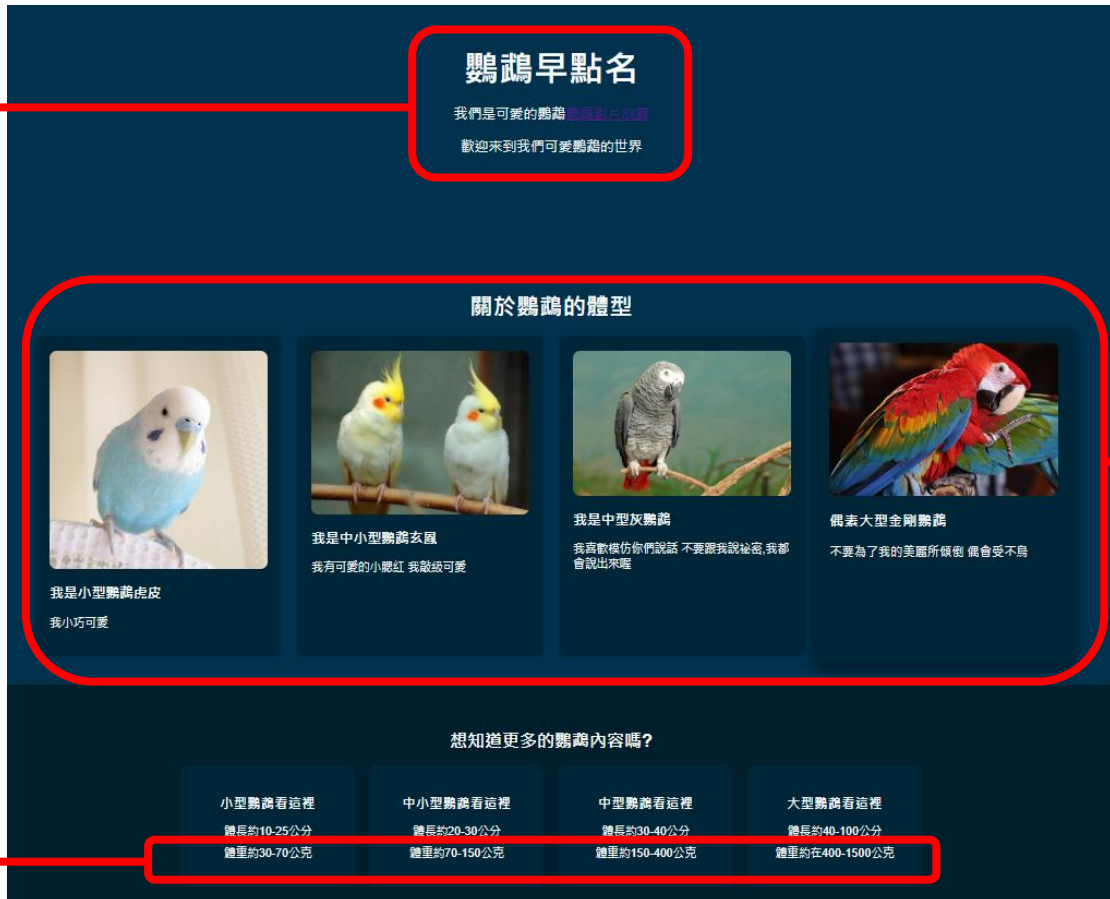 鸚鵡早點名
我們是可愛的鸚鵡鸚鵡影片欣賞
歡迎來到我們可愛鸚鵡的世界
關於鸚鵡的體型
我是小型鸚鵡虎皮
我小巧可愛
我是中小型鸚鵡玄鳳
我有可愛的小腮紅 我敲級可愛
我是中型灰鸚鵡
我喜歡模仿你們說話 不要跟我說祕密,我都
會說出來喔
偶素大型金剛鸚鵡
不要為了我的美麗所傾倒 偶會受不鳥
想知道更多的鸚鵡內容嗎?
小型鸚鵡看這裡
體長約10-25公分
體重約30-70公克
中小型鸚鵡看這裡
體長約20-30公分
體重約70-150公克
中型鸚鵡看這裡
體長約30-40公分
體重約150-400公克
大型鸚鵡看這裡
體長約40-100公分
體重約在400-1500公克